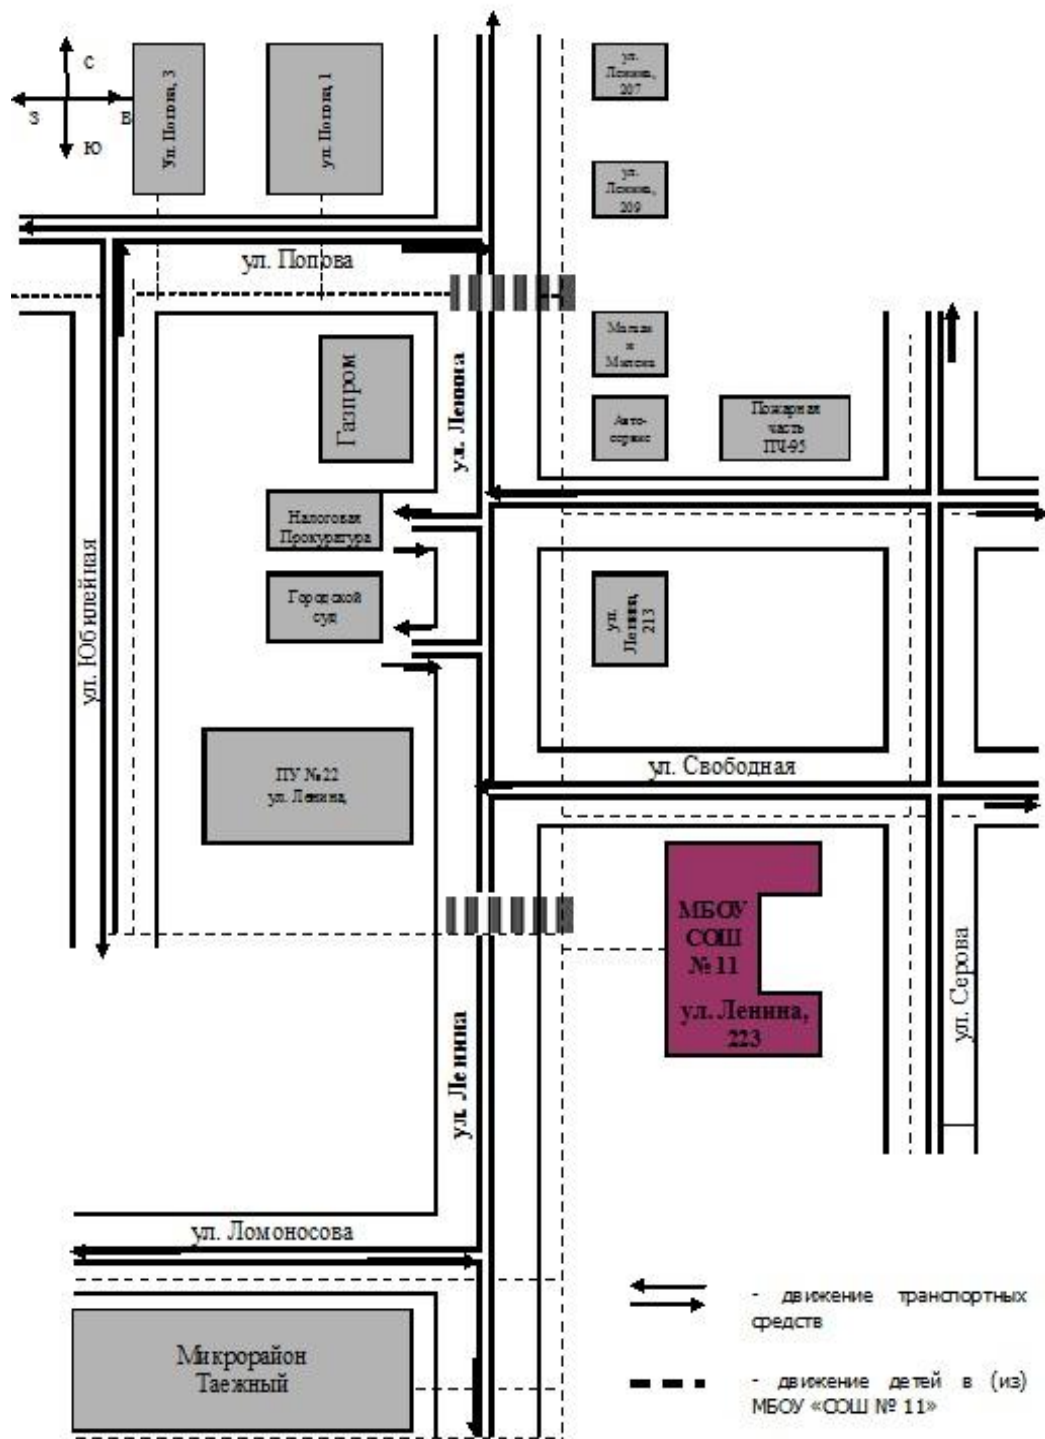 С
З
В
Ю
Ул. Попова, 3
ул. Попова, 1
ул.
Ленина,
207
ул.
Ленина,
209
ул. Попова
Газпром
ул. Ленина
и
Авто-
сервис
Пожарная
часть
ПЧ-95
Налоговая
Прокуратура
Городской
суд
ул.
Ленина,
213
ул. Юбилейная
ПУ №22
ул. Ленина,
ул. Свободная
МБОУ
СОШ
№ 11
ул. Ленина,
223
ул. Серова
ул. Ленина
ул. Ломоносова
Микрорайон
Таежный
- движение транспортных
средств
- движение детей в (из)
МБОУ «СОШ № 11»